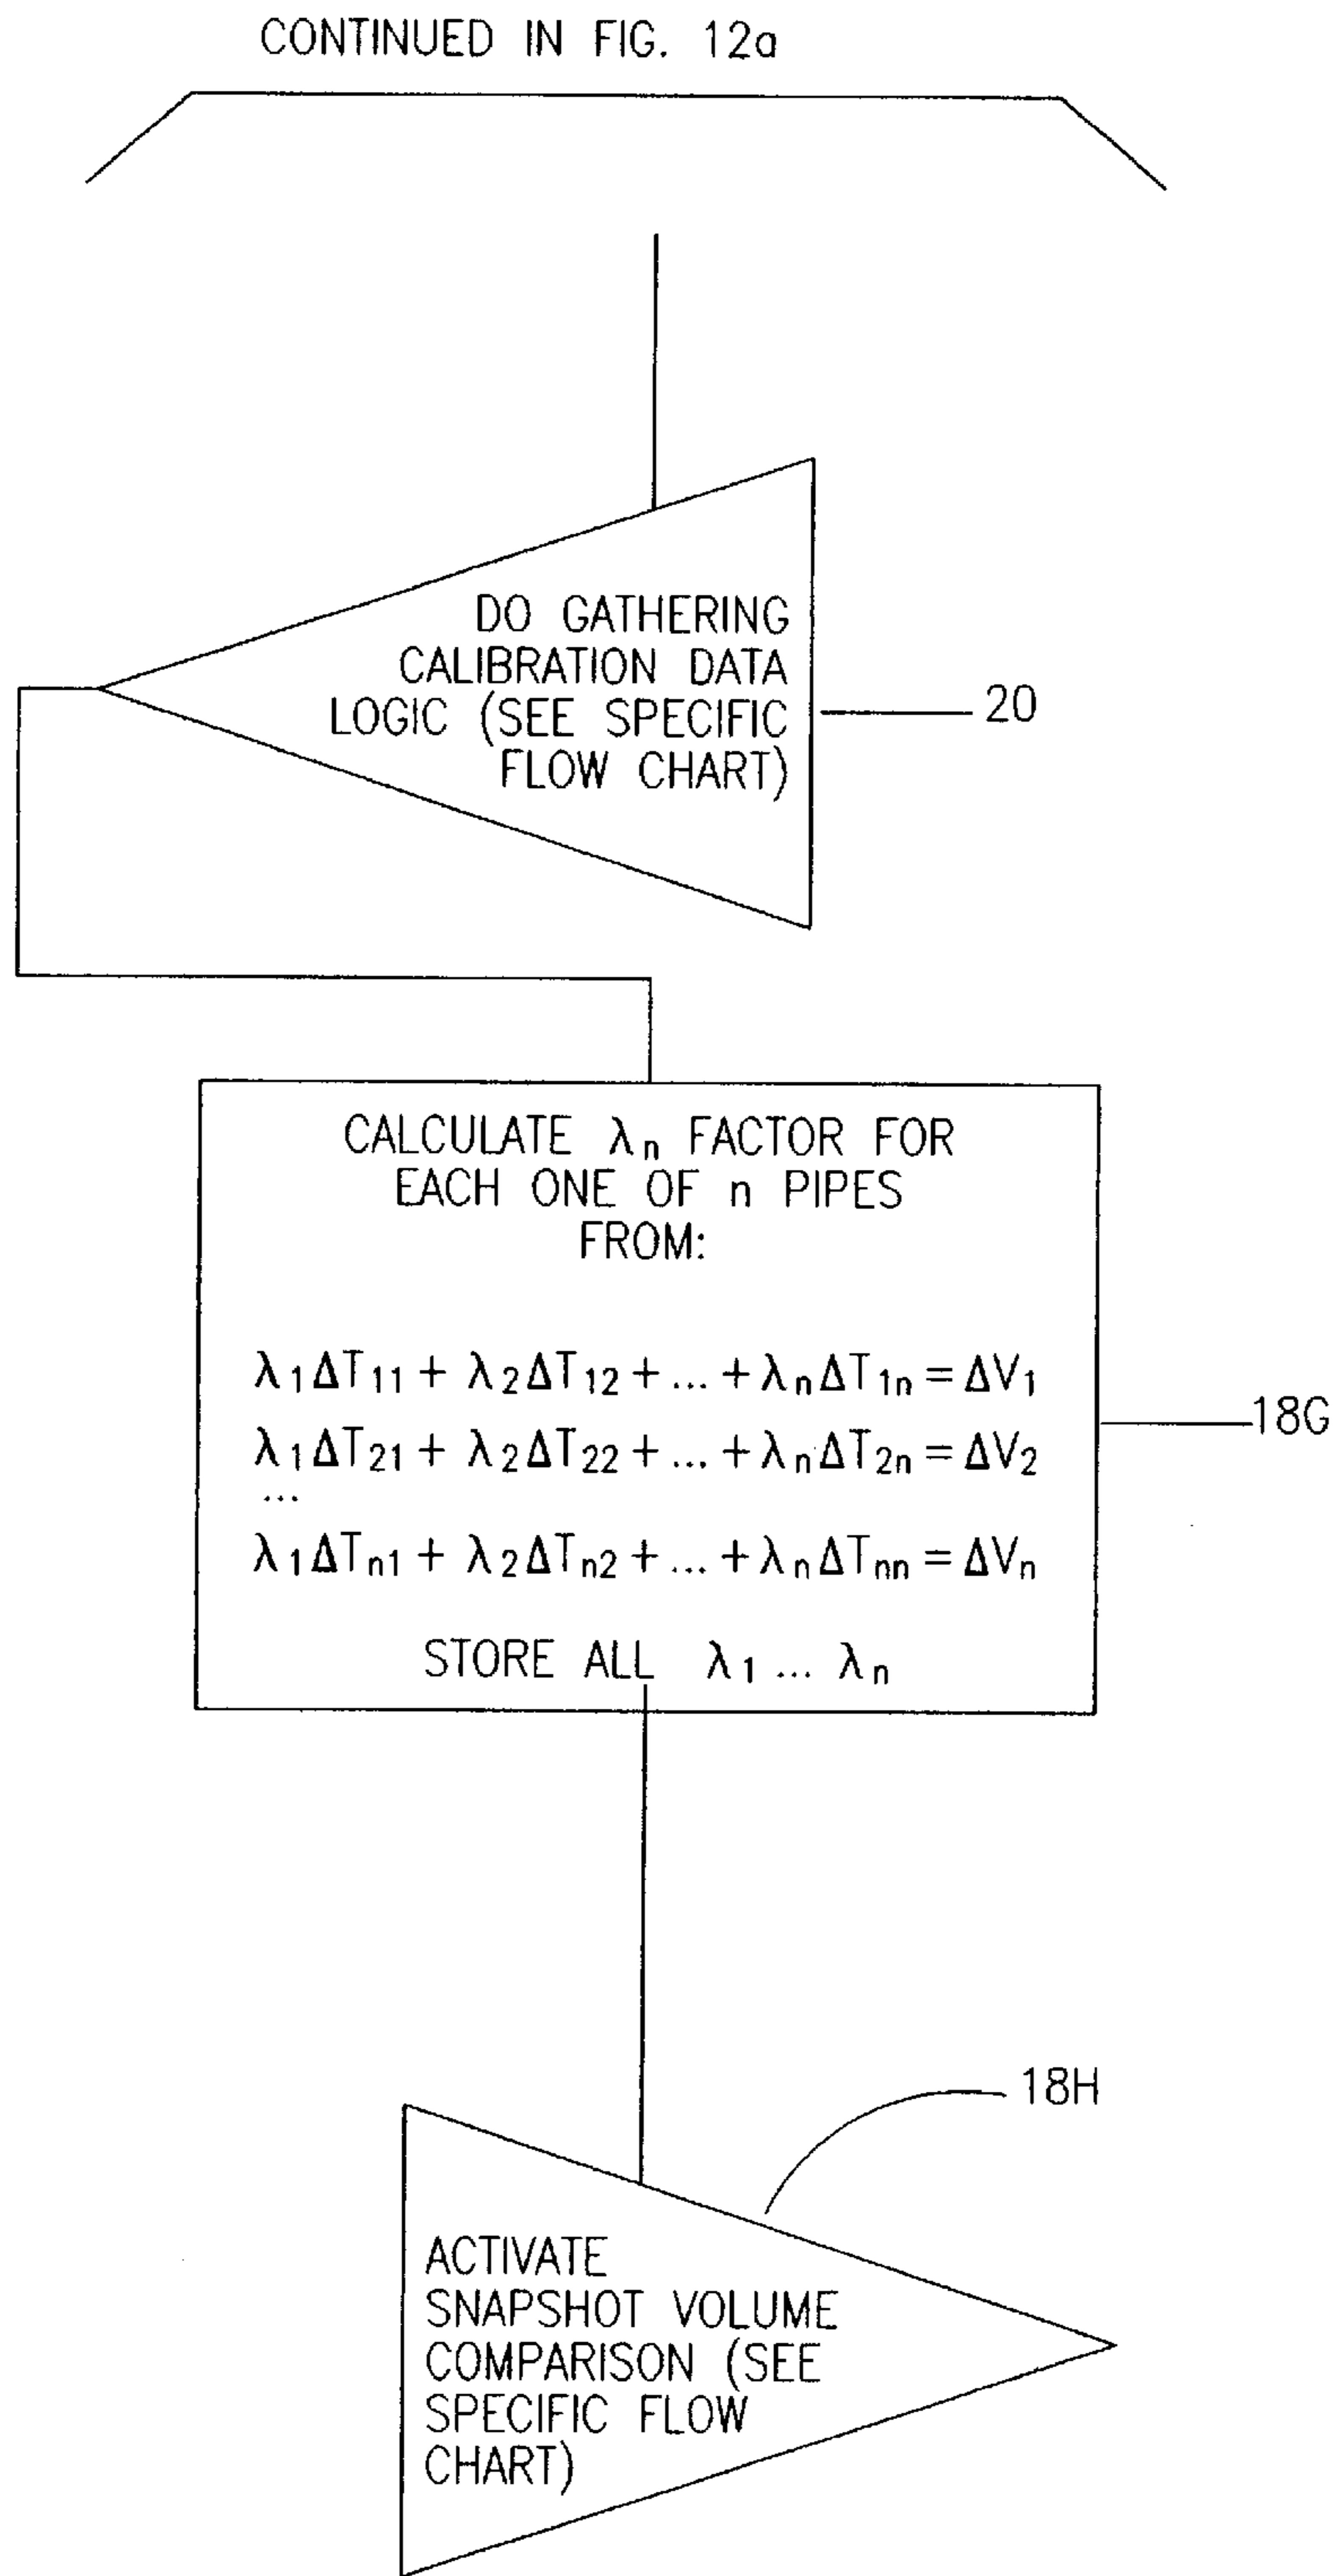 CONTINUED IN FIG. 12a
DO GATHERING
CALIBRATION DATA
LOGIC (SEE SPECIFIC
FLOW CHART)
20
CALCULATE λn FACTOR FOR
EACH ONE OF n PIPES
FROM:
λ1ΔT11 + λ2ΔT12 + ... + λnΔT1n = ΔV1
λ1ΔT21 + λ2ΔT22 + ... + λnΔT2n = ΔV2
...
λ1ΔTn1 + λ2ΔTn2 + ... + λnΔTnn = ΔVn
STORE ALL λ1 ... λn
18G
18H
ACTIVATE
SNAPSHOT VOLUME
COMPARISON (SEE
SPECIFIC FLOW
CHART)